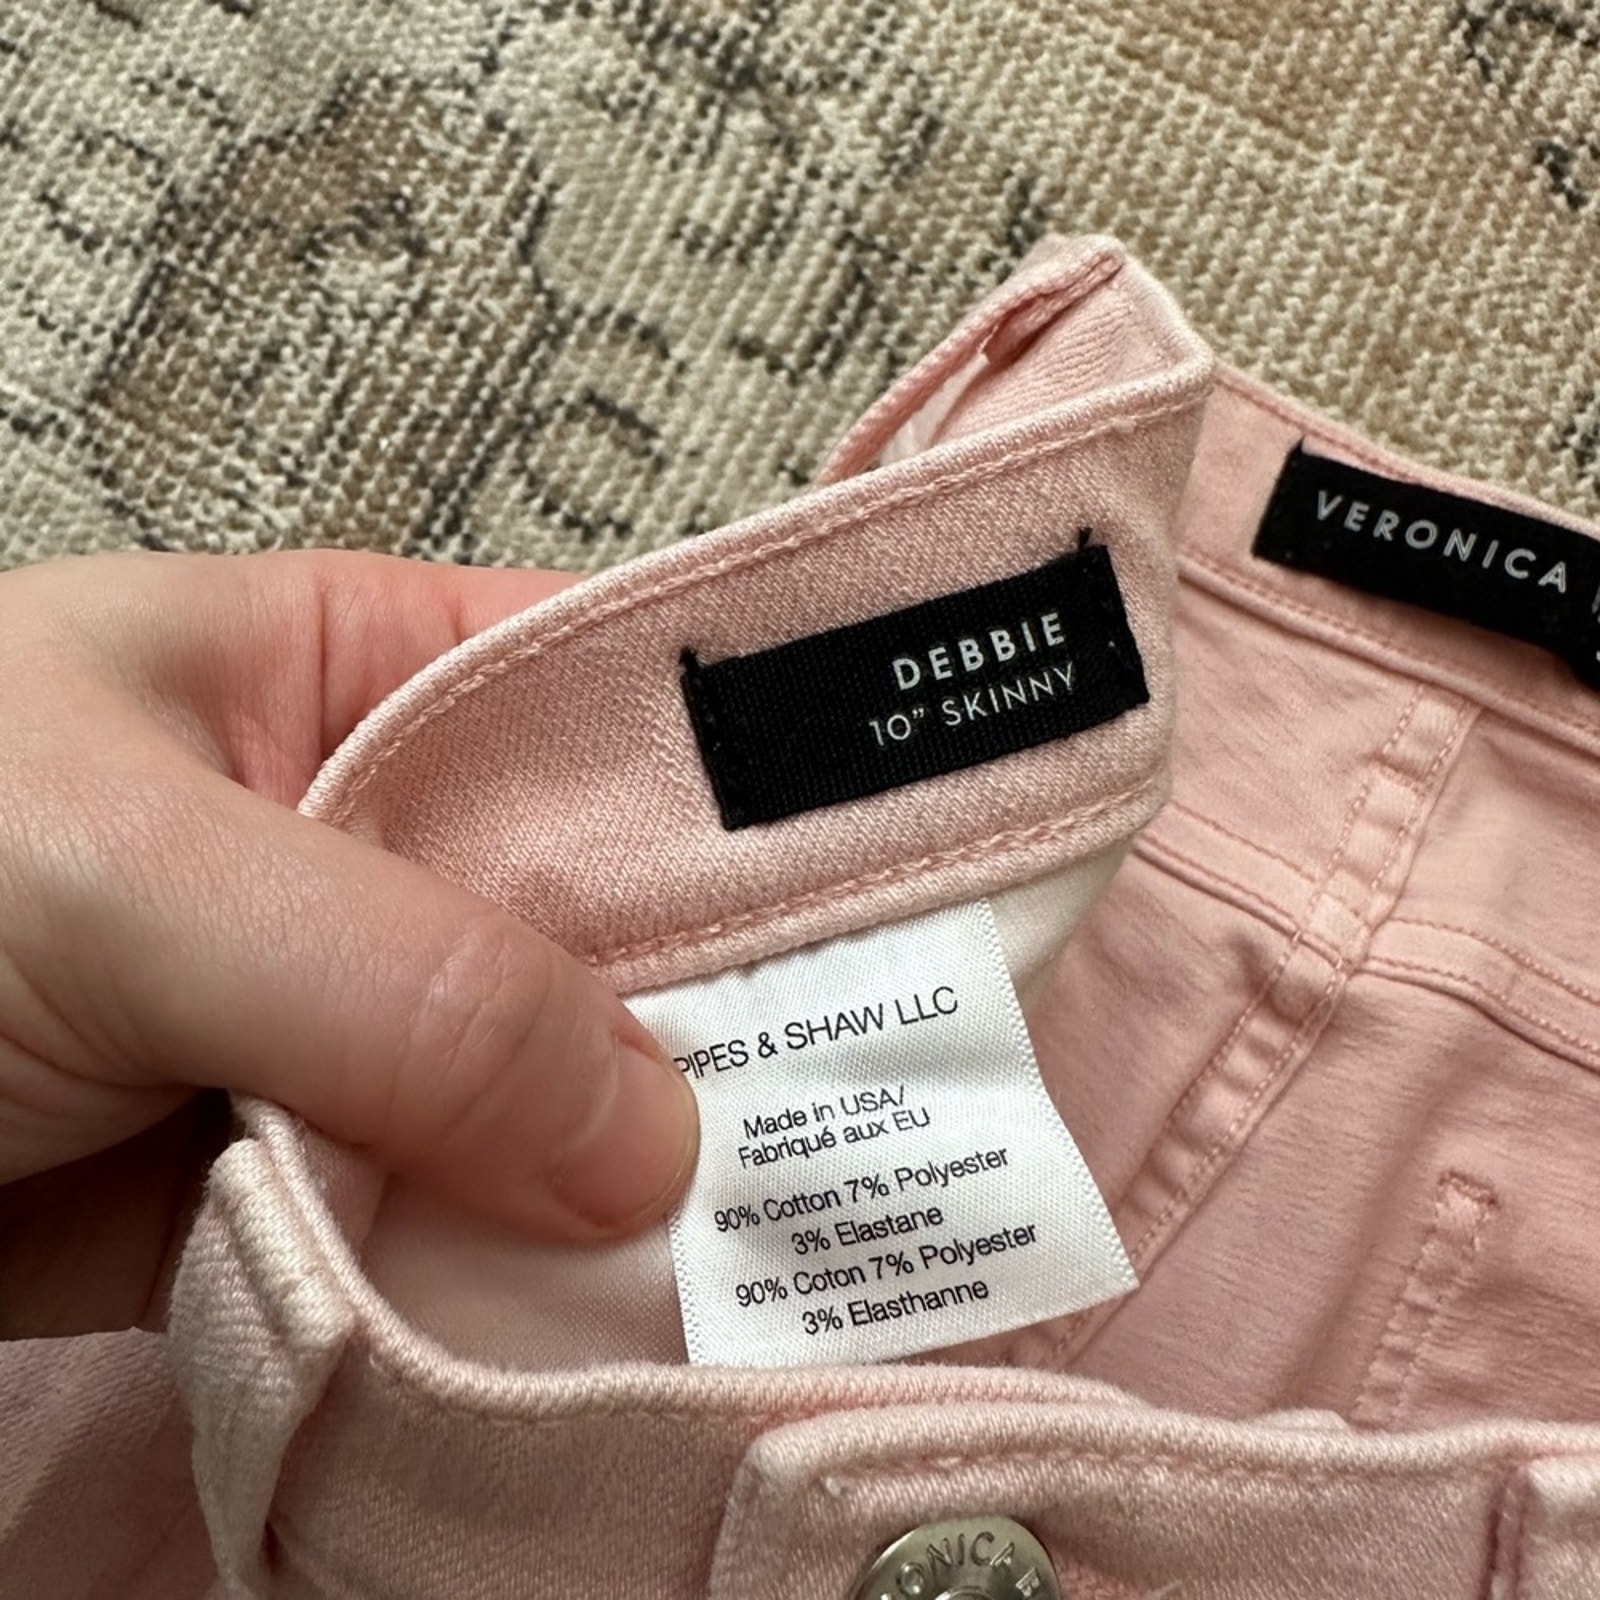 VERONICA
DEBBIE
10” SKINNY
PIPES & SHAW LLC
Made in USA/
Fabriqué aux EU
90% Cotton 7% Polyester
3% Elastane
90% Coton 7% Polyester
3% Elasthanne